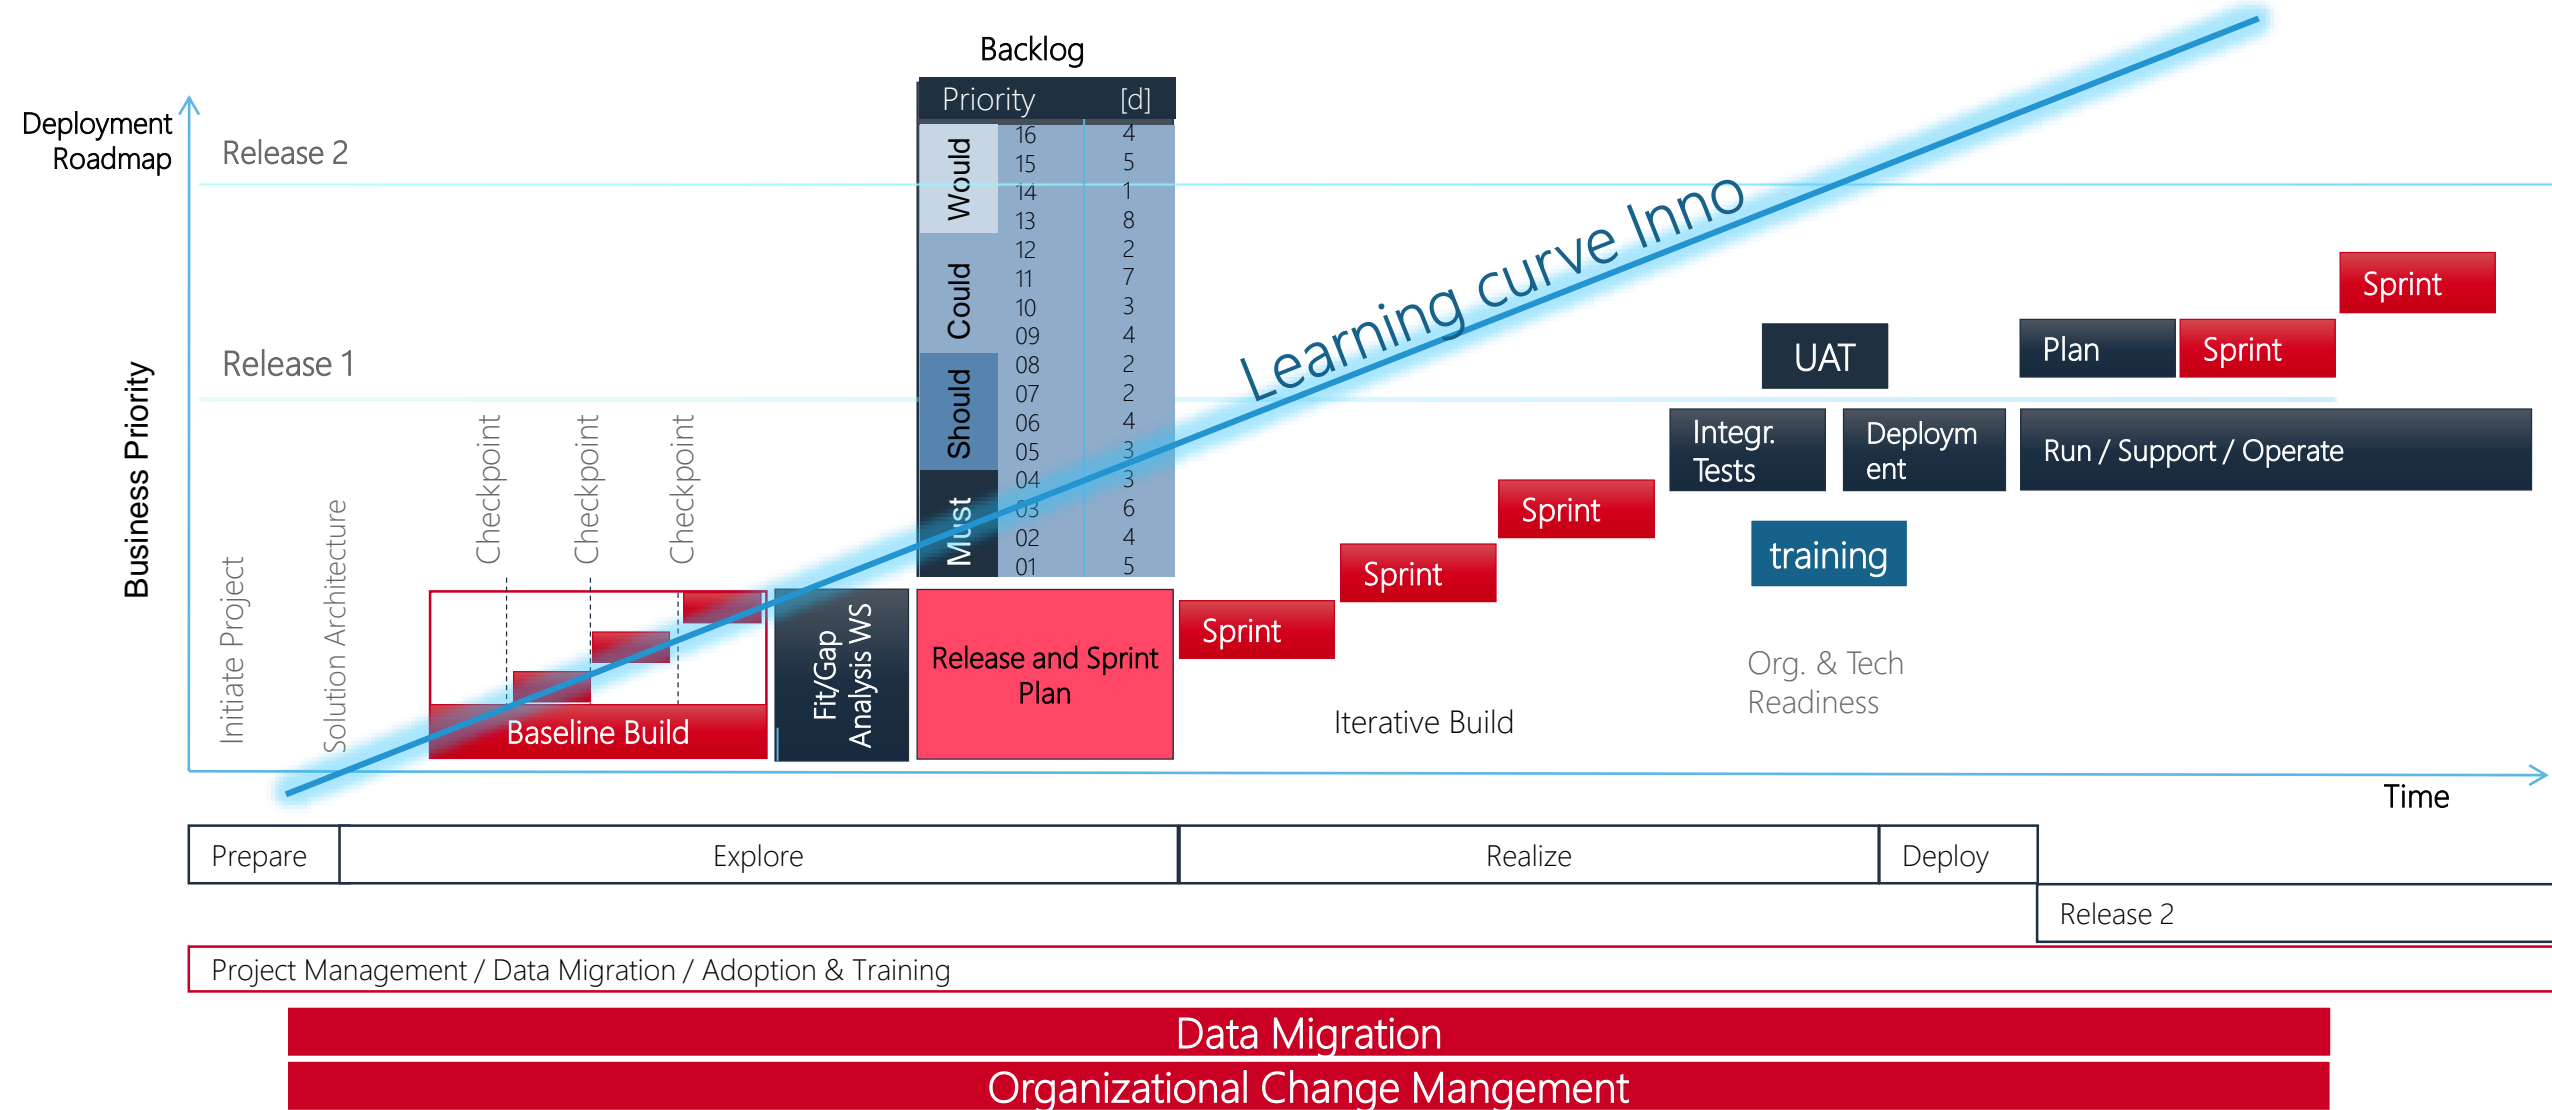 Backlog
Priority [d]
Deployment
Roadmap
Release 2
Release 1
Business Priority
Would
Could
Should
Must
16 4
15 5
14 1
13 8
12 2
11 7
10 3
09 4
08 2
07 2
06 4
05 3
04 3
03 6
02 4
01 5
Learning curve Inno
Initiate Project
Solution Architecture
Checkpoint
Checkpoint
Checkpoint
Baseline Build
Fit/Gap
Analysis WS
Release and Sprint
Plan
Sprint
Sprint
Sprint
Iterative Build
Integr.
Tests
UAT
Deploym
ent
training
Org. & Tech
Readiness
Plan
Sprint
Sprint
Run / Support / Operate
Time
Prepare
Explore
Realize
Deploy
Release 2
Project Management / Data Migration / Adoption & Training
Data Migration
Organizational Change Mangement